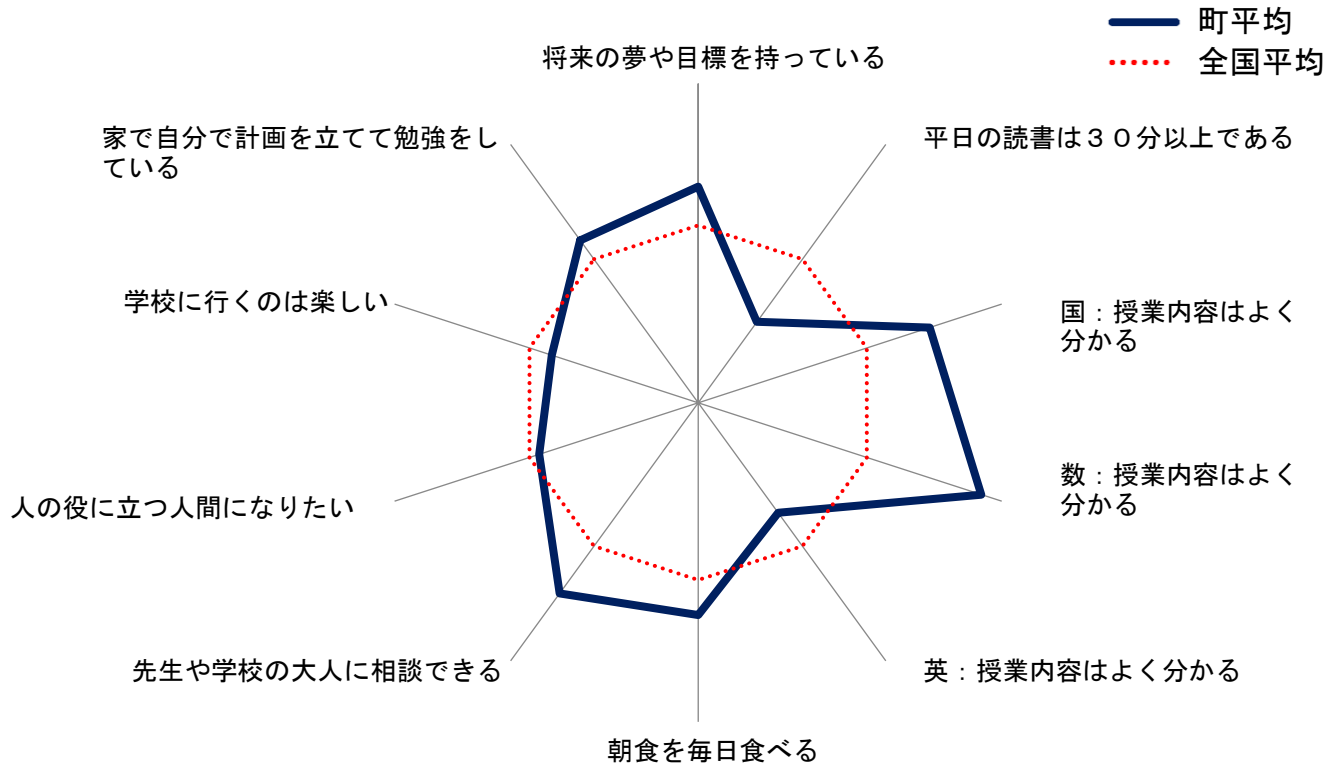 町平均
全国平均
将来の夢や目標を持っている
平日の読書は３０分以上である
国：授業内容はよく
分かる
数：授業内容はよく
分かる
英：授業内容はよく分かる
朝食を毎日食べる
先生や学校の大人に相談できる
人の役に立つ人間になりたい
学校に行くのは楽しい
家で自分で計画を立てて勉強をし
ている